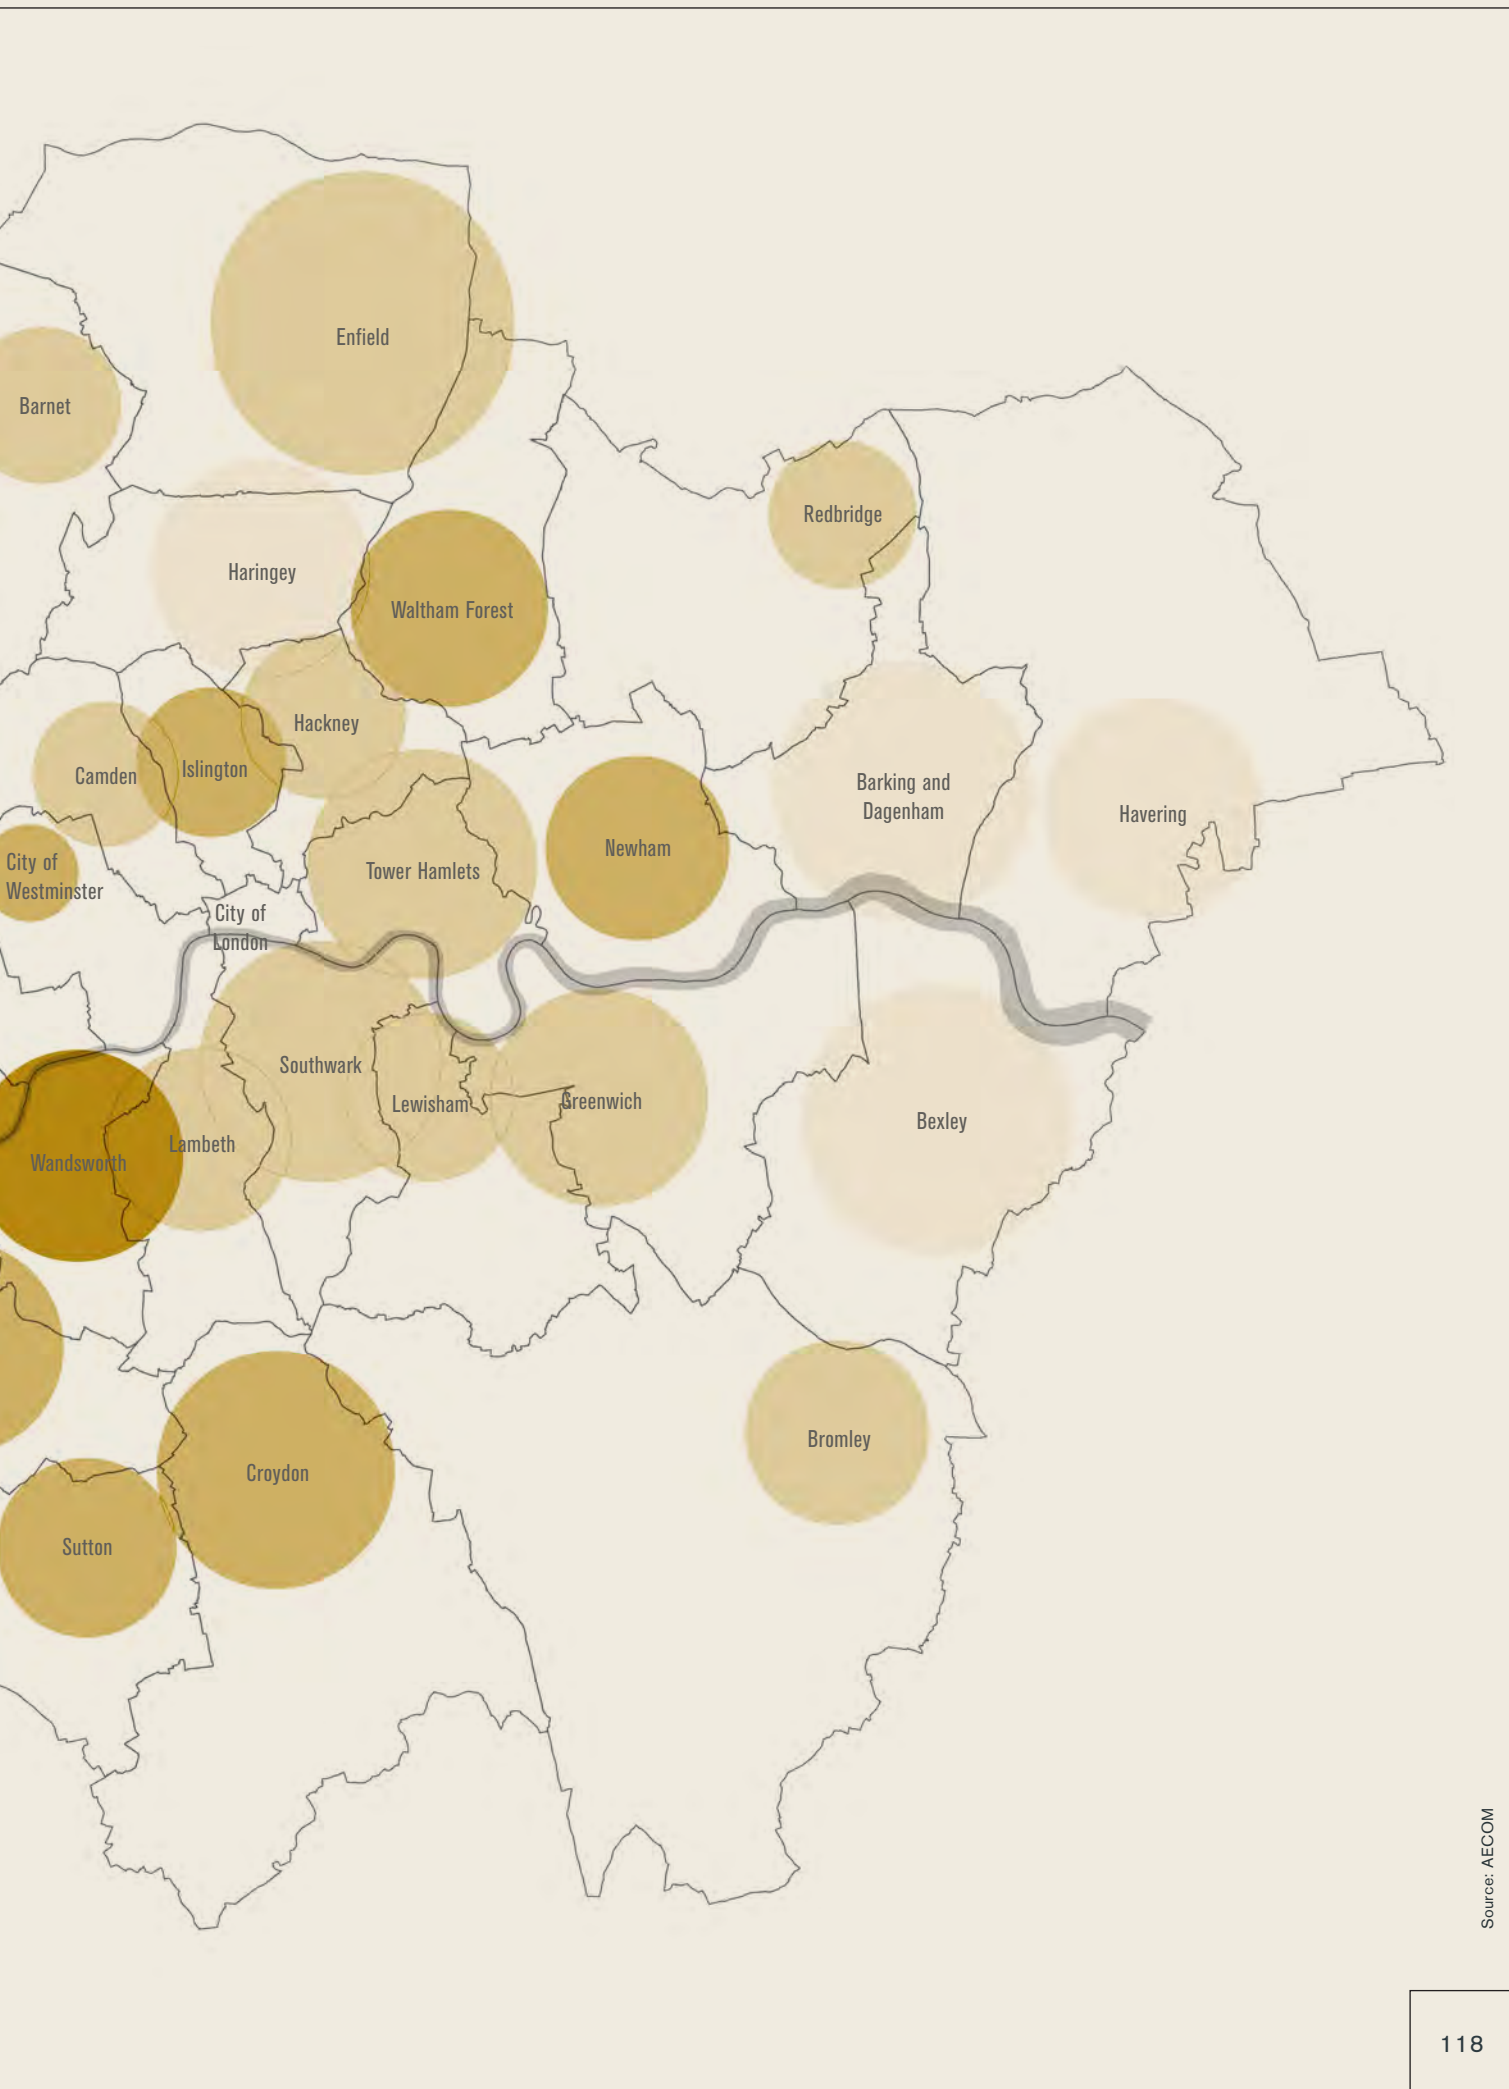 Enfield
Barnet
Redbridge
Haringey
Waltham Forest
Hackney
Islington
Camden
Barking and
Dagenham
Havering
Newham
City of
Westminster
Tower Hamlets
City of
London
Southwark
Lewisham
Greenwich
Bexley
Lambeth
Wandsworth
Bromley
Croydon
Sutton
Source: AECOM
118